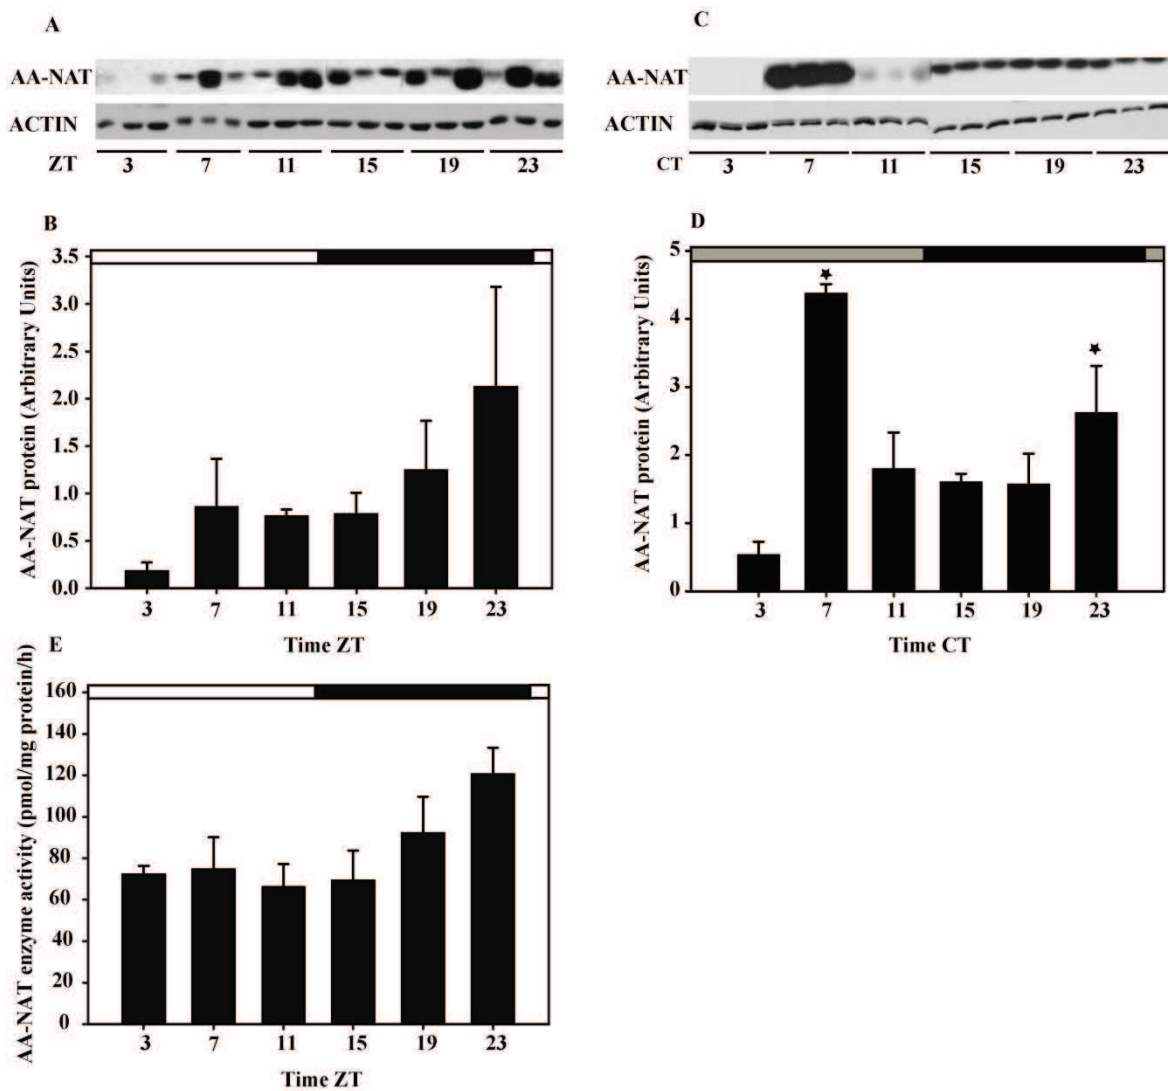 A
AA-NAT
ACTIN
ZT 3 7 11 15 19 23
C
AA-NAT
ACTIN
CT 3 7 11 15 19 23
B
AA-NAT protein (Arbitrary Units)
3.5
3.0
2.5
2.0
1.5
1.0
0.5
0.0
3 7 11 15 19 23
Time ZT
D
AA-NAT protein (Arbitrary Units)
5
4
3
2
1
0
3 7 11 15 19 23
Time CT
E
AA-NAT enzyme activity (pmol/mg protein/h)
160
140
120
100
80
60
40
20
0
3 7 11 15 19 23
Time ZT